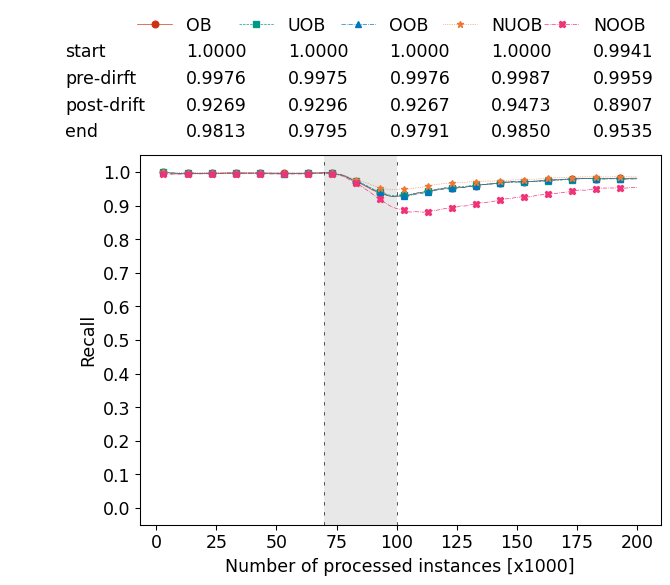 OB UOB OOB NUOB NOOB
start 1.0000 1.0000 1.0000 1.0000 0.9941
pre-dirft 0.9976 0.9975 0.9976 0.9987 0.9959
post-drift 0.9269 0.9296 0.9267 0.9473 0.8907
end 0.9813 0.9795 0.9791 0.9850 0.9535
1.0
0.9
0.8
0.7
0.6
0.5
0.4
0.3
0.2
0.1
0.0
Recall
0 25 50 75 100 125 150 175 200
Number of processed instances [x1000]